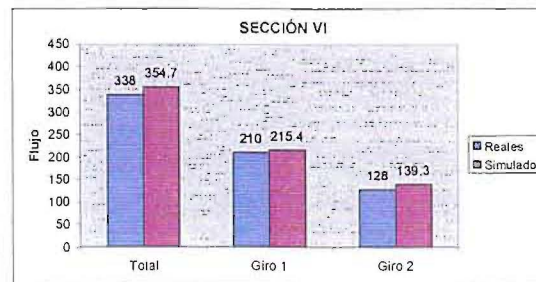 SECCIÓN VI
450
400
350
300
250
200
150
100
50
0
Flujo
338
354,7
210
215,4
128
139,3
Total
Giro 1
Giro 2
Reales
Simulado